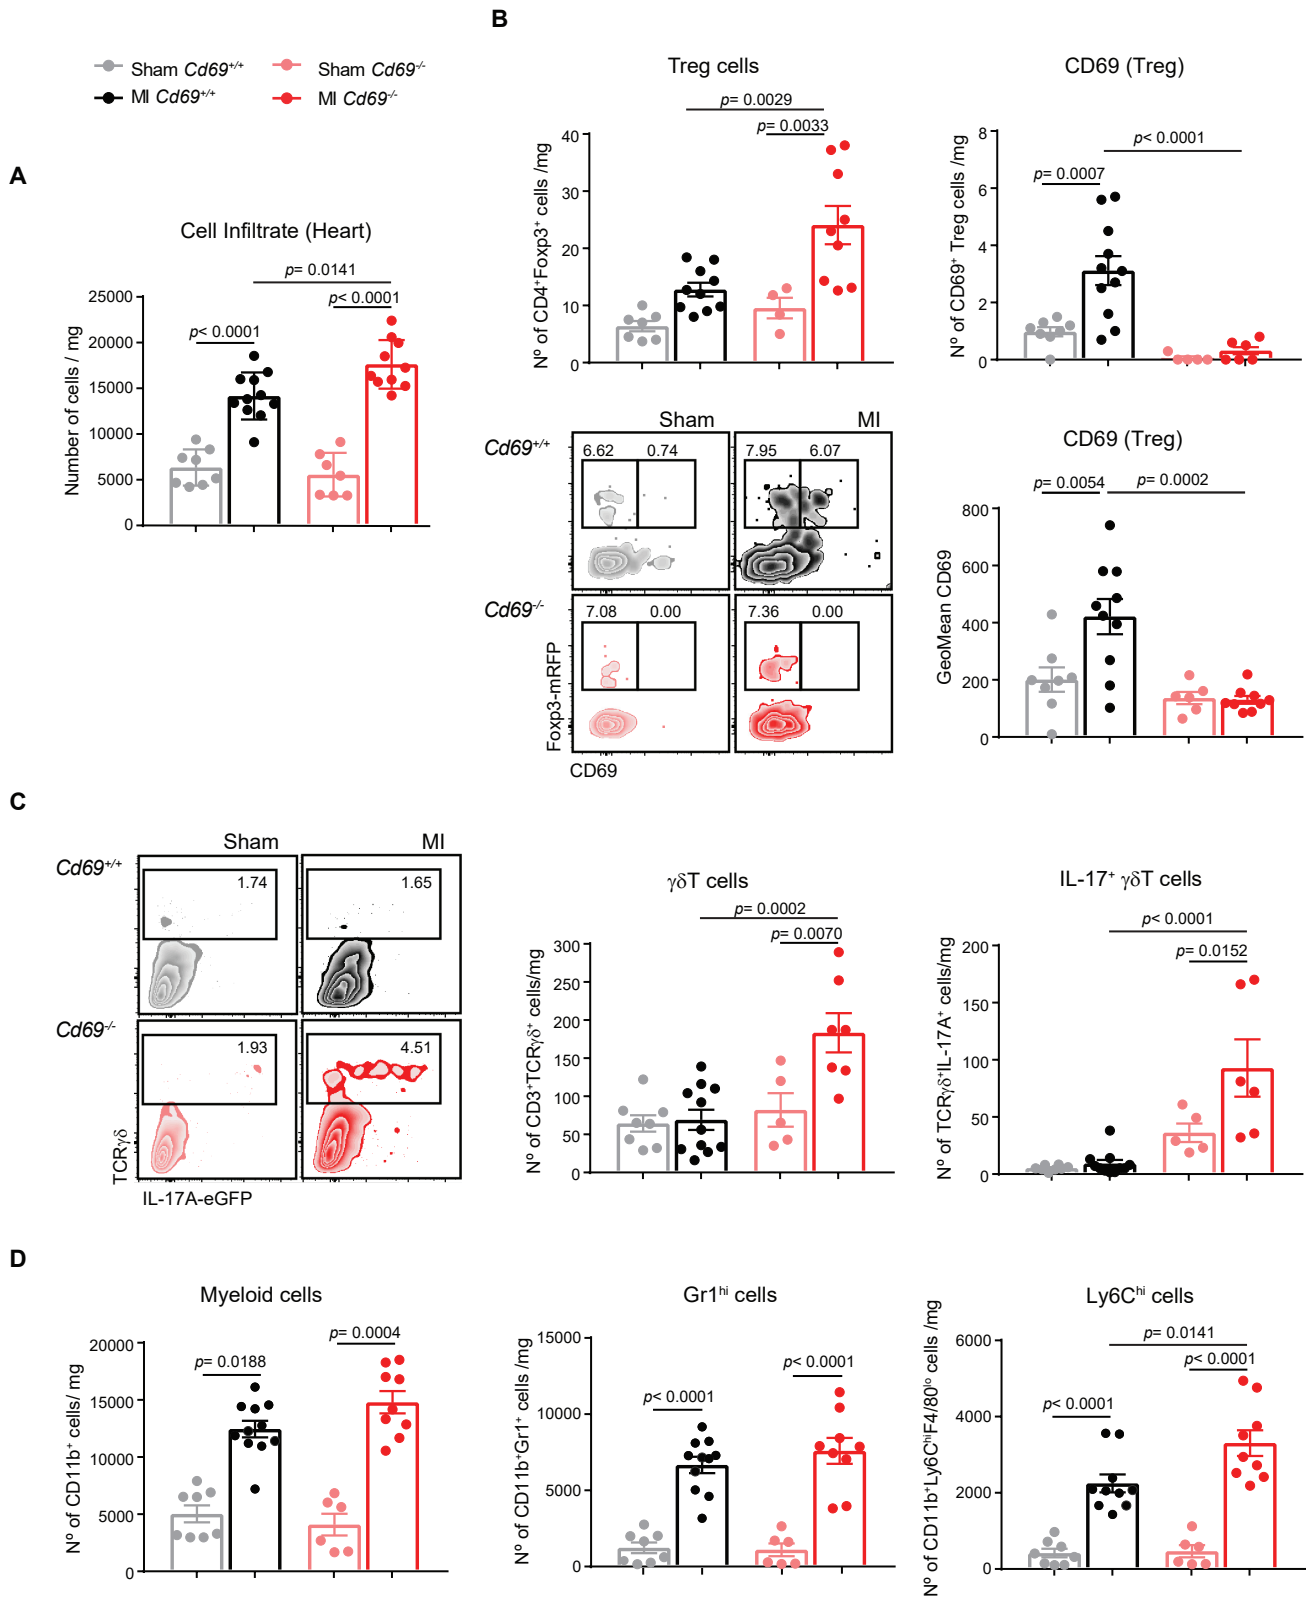 B
Sham Cd69+/+
Sham Cd69-/-
MI Cd69+/+
MI Cd69-/-
A
Cell Infiltrate (Heart)
p= 0.0141
p< 0.0001
p< 0.0001
Number of cells / mg
25000
20000
15000
10000
5000
0
Treg cells
p= 0.0029
p= 0.0033
Nº of CD4+Foxp3+ cells /mg
40
30
20
10
0
CD69 (Treg)
p< 0.0001
p= 0.0007
Nº of CD69+ Treg cells /mg
8
6
4
2
0
Sham
MI
Cd69+/+
6.62
0.74
7.95
6.07
Cd69-/-
7.08
0.00
7.36
0.00
Foxp3-mRFP
CD69
CD69 (Treg)
p= 0.0054
p= 0.0002
GeoMean CD69
800
600
400
200
0
C
Sham
MI
Cd69+/+
1.74
1.65
Cd69-/-
1.93
4.51
TCRγδ
IL-17A-eGFP
γδT cells
p= 0.0002
p= 0.0070
Nº of CD3+TCRγδ+ cells/mg
300
200
150
100
50
0
IL-17+ γδT cells
p< 0.0001
p= 0.0152
Nº of TCRγδ+IL-17A+ cells/mg
200
150
100
50
0
D
Myeloid cells
p= 0.0004
p= 0.0188
Nº of CD11b+ cells/ mg
20000
15000
10000
5000
0
Gr1hi cells
p< 0.0001
p< 0.0001
Nº of CD11b+Gr1+ cells /mg
15000
10000
5000
0
Ly6Chi cells
p= 0.0141
p< 0.0001
p< 0.0001
Nº of CD11b+Ly6ChiF4/80lo cells /mg
6000
4000
2000
0